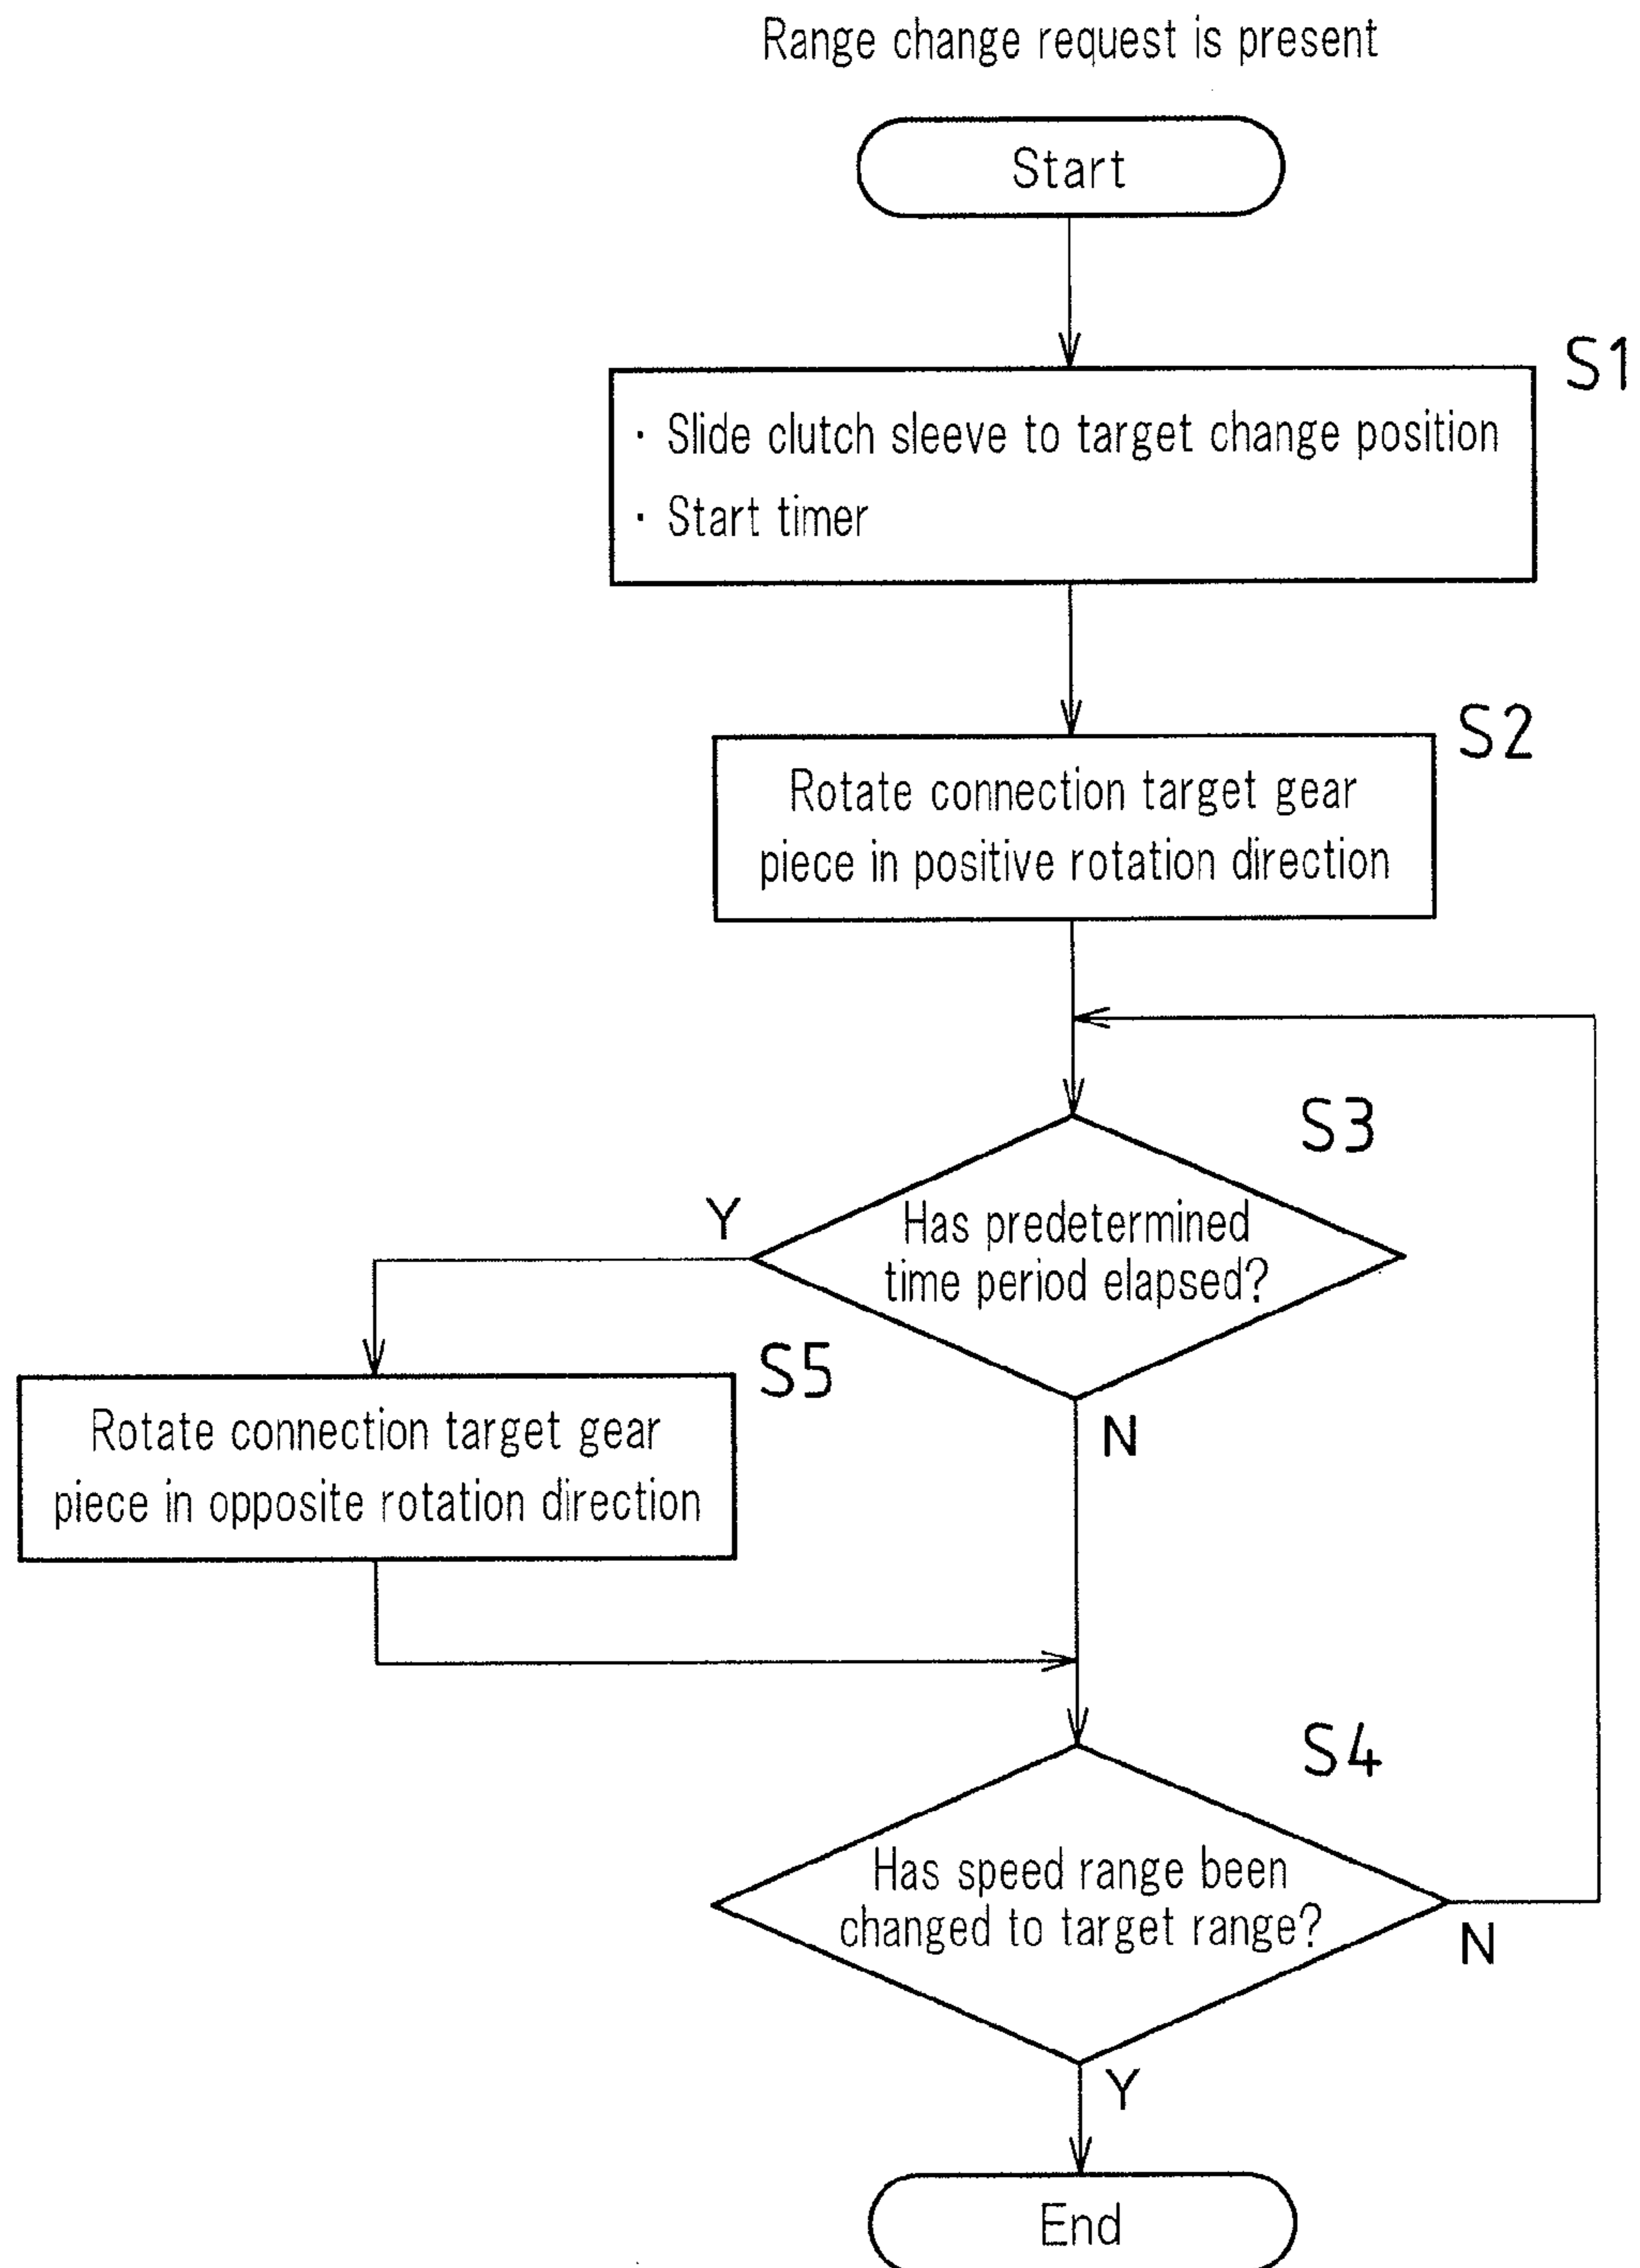 Range change request is present
Start
S1
· Slide clutch sleeve to target change position
· Start timer
S2
Rotate connection target gear
piece in positive rotation direction
S3
Has predetermined
time period elapsed?
Y
N
S5
Rotate connection target gear
piece in opposite rotation direction
S4
Has speed range been
changed to target range?
N
Y
End